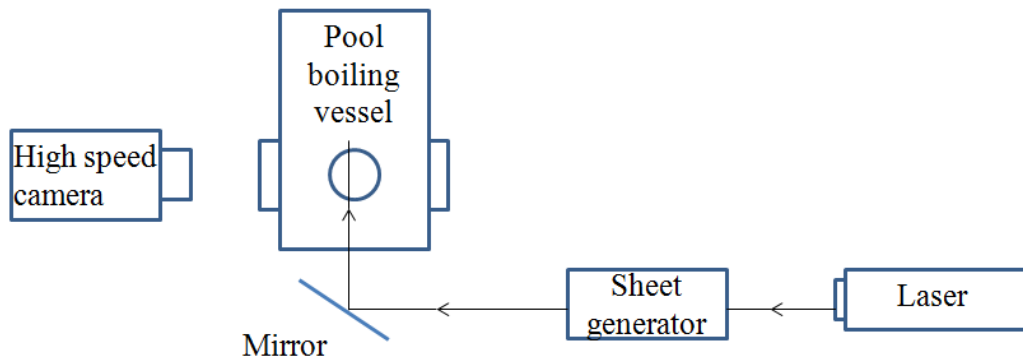 Pool
boiling
vessel
High speed
camera
Sheet
generator
Laser
Mirror